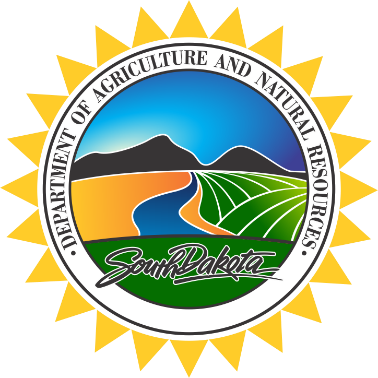 • DEPARTMENT OF AGRICULTURE AND NATURAL RESOURCES •
South Dakota